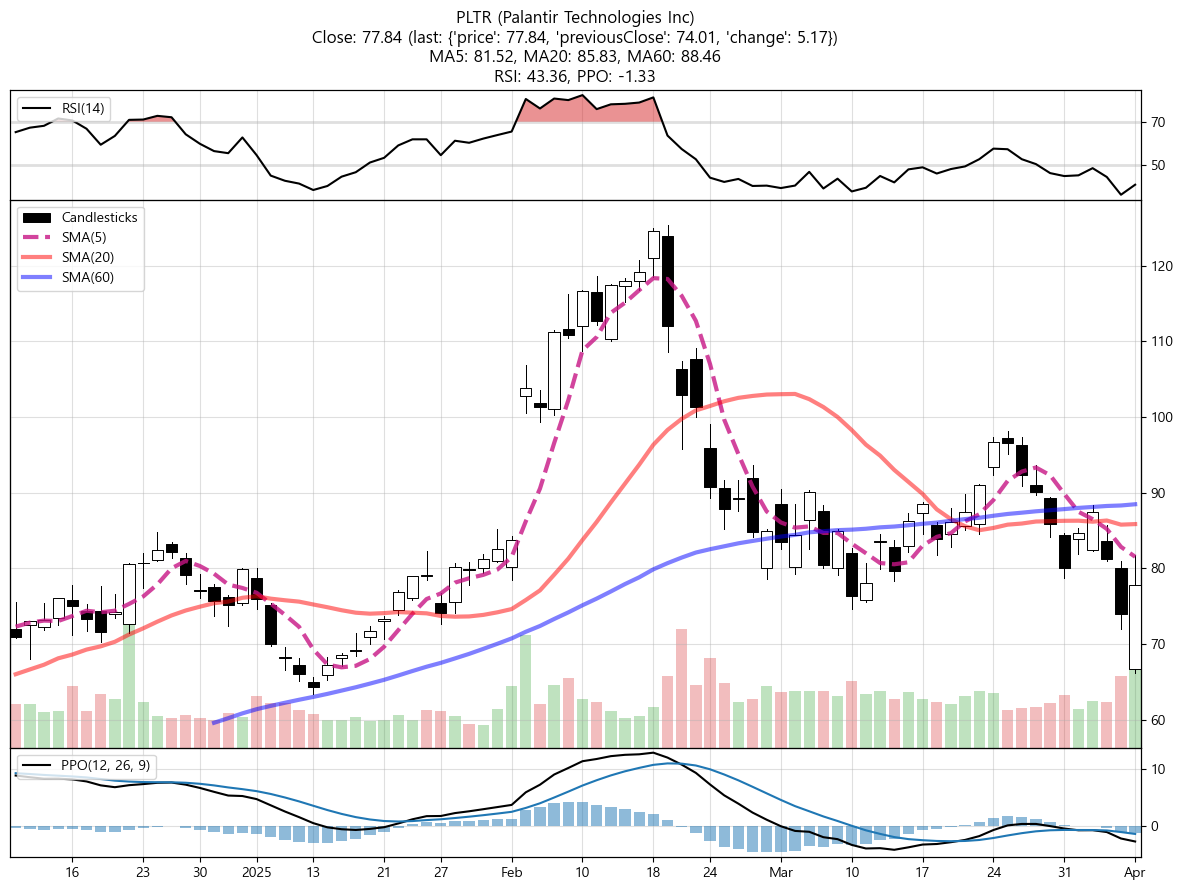 PLTR (Palantir Technologies Inc)
Close: 77.84 (last: {'price': 77.84, 'previousClose': 74.01, 'change': 5.17})
MA5: 81.52, MA20: 85.83, MA60: 88.46
RSI: 43.36, PPO: -1.33
RSI(14)
70
50
Candlesticks
SMA(5)
SMA(20)
SMA(60)
120
110
100
90
80
70
60
PPO(12, 26, 9)
10
0
16 23 30 2025 13 21 27 Feb 10 18 24 Mar 10 17 24 31 Apr